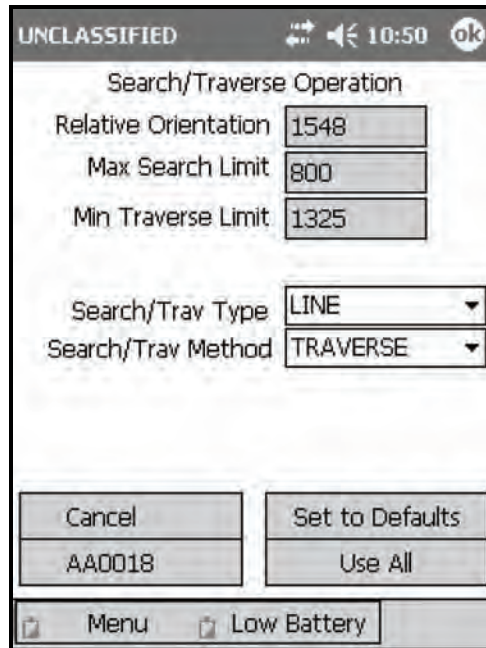 UNCLASSIFIED 10:50 ok
Search/Traverse Operation
Relative Orientation 1548
Max Search Limit 800
Min Traverse Limit 1325
Search/Trav Type LINE
Search/Trav Method TRAVERSE
Cancel Set to Defaults
AA0018 Use All
Menu Low Battery